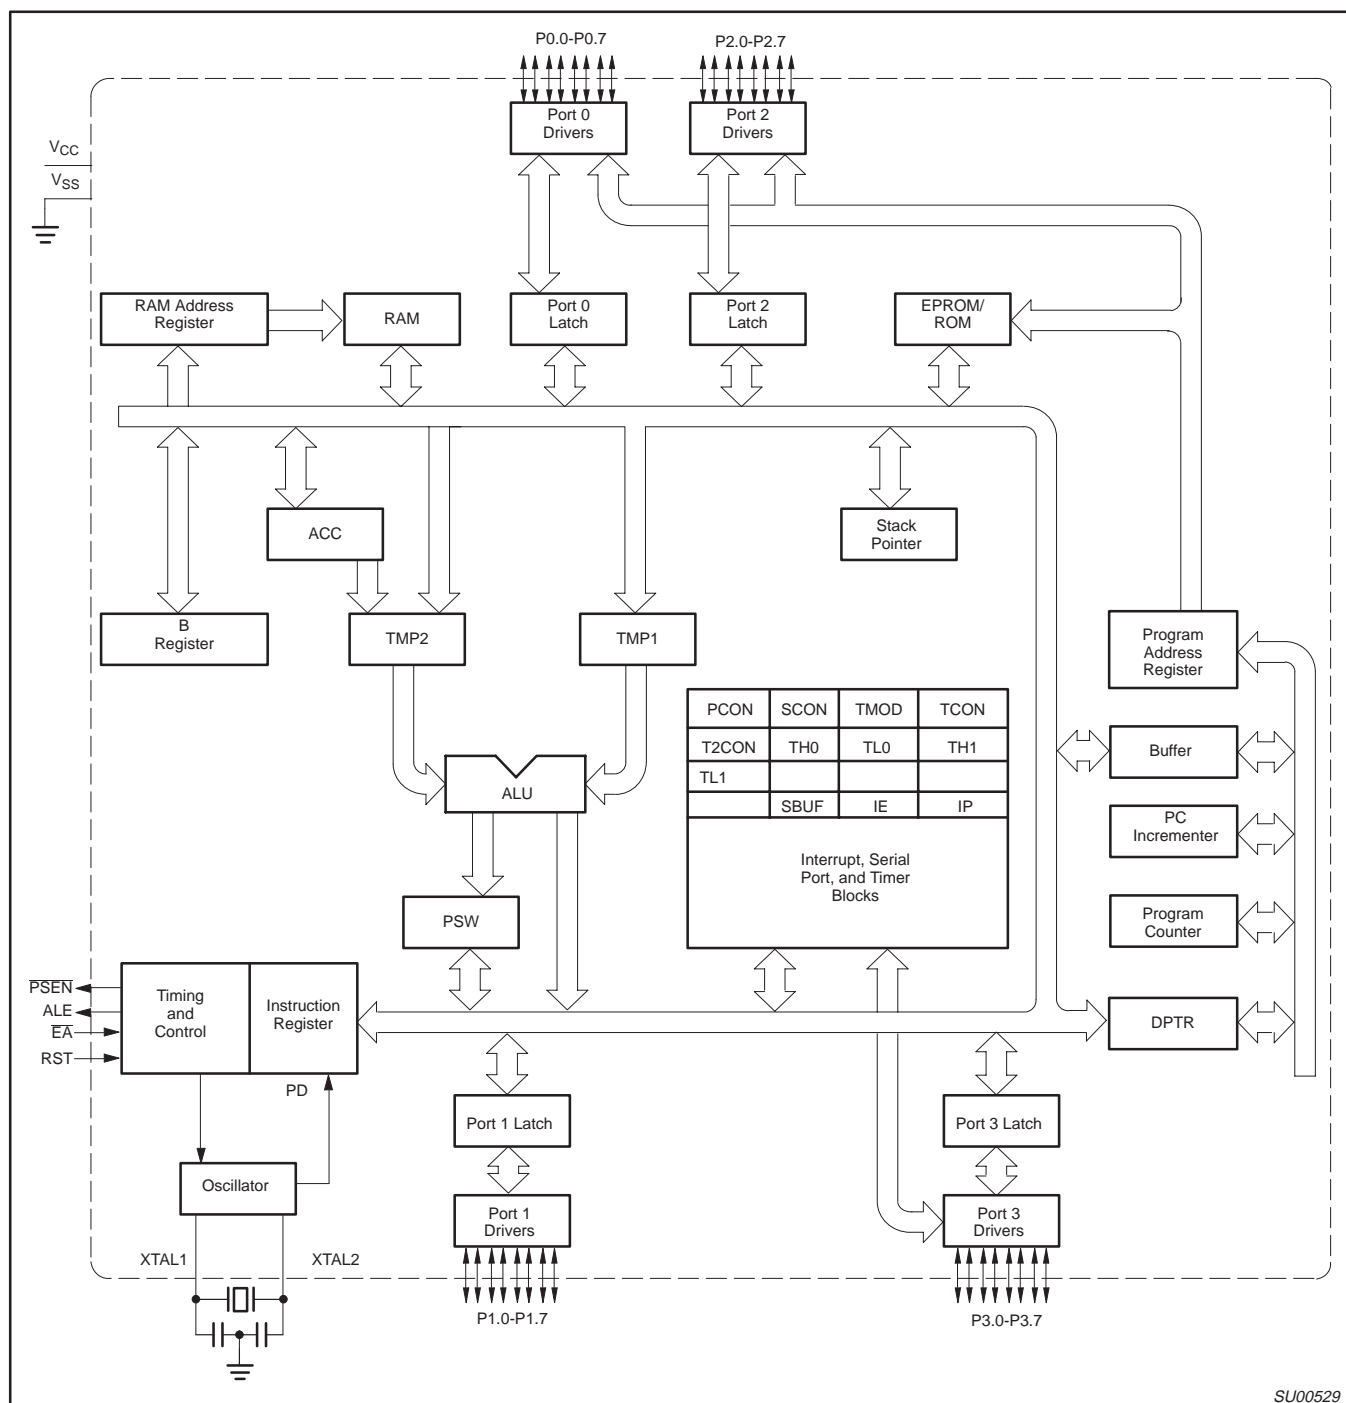 P0.0-P0.7
P2.0-P2.7
Port 0
Drivers
Port 2
Drivers
VCC
VSS
RAM Address
Register
RAM
Port 0
Latch
Port 2
Latch
EPROM/
ROM
ACC
Stack
Pointer
B
Register
TMP2
TMP1
Program
Address
Register
PCON SCON TMOD TCON
T2CON TH0 TL0 TH1
TL1
SBUF IE IP
Interrupt, Serial
Port, and Timer
Blocks
Buffer
ALU
PC
Incrementer
PSW
Program
Counter
PSEN
ALE
EA
RST
Timing
and
Control
Instruction
Register
DPTR
PD
Port 1 Latch
Port 3 Latch
Oscillator
Port 1
Drivers
Port 3
Drivers
XTAL1
XTAL2
P1.0-P1.7
P3.0-P3.7
SU00529